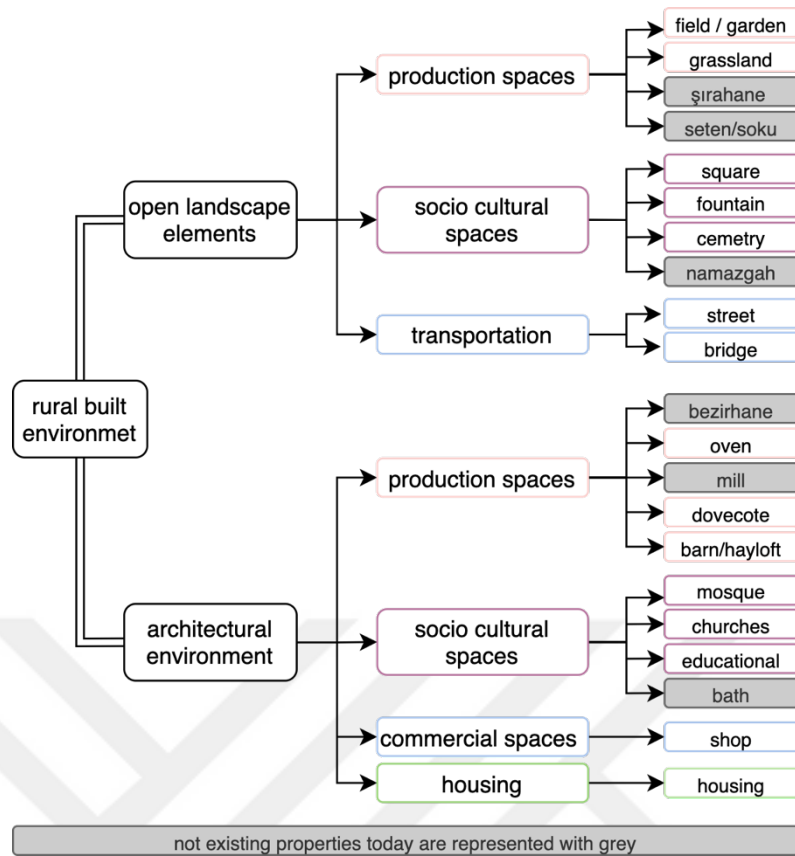 field / garden
production spaces
grassland
şırahane
seten/soku
open landscape
elements
socio cultural
spaces
square
fountain
cemetry
namazgah
transportation
street
bridge
rural built
environmet
production spaces
bezirhane
oven
mill
dovecote
barn/hayloft
architectural
environment
socio cultural
spaces
mosque
churches
educational
bath
commercial spaces
shop
housing
housing
not existing properties today are represented with grey